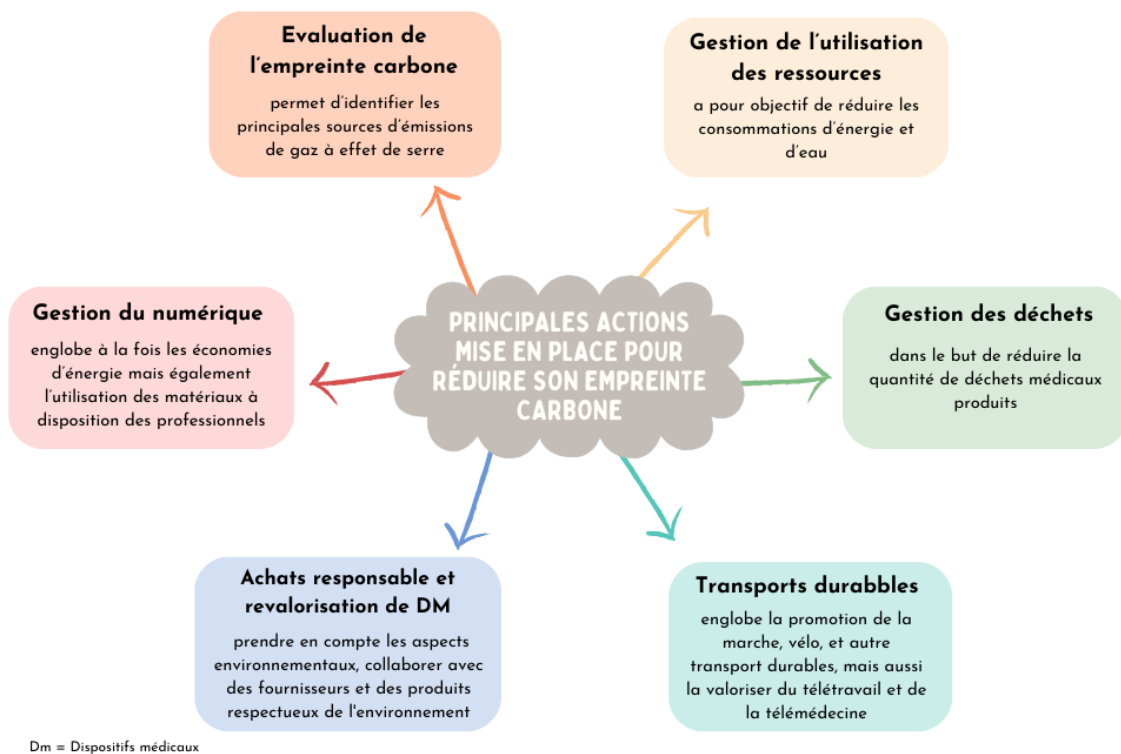 Evaluation de
l'empreinte carbone
permet d'identifier les
principales sources d'émissions
de gaz à effet de serre
Gestion de l'utilisation
des ressources
a pour objectif de réduire les
consommations d'énergie et
d'eau
Gestion du numérique
englobe à la fois les économies
d'énergie mais également
l'utilisation des matériaux à
disposition des professionnels
PRINCIPALES ACTIONS
MISE EN PLACE POUR
RÉDUIRE SON EMPREINTE
CARBONE
Gestion des déchets
dans le but de réduire la
quantité de déchets médicaux
produits
Achats responsable et
revalorisation de DM
prendre en compte les aspects
environnementaux, collaborer avec
des fournisseurs et des produits
respectueux de l'environnement
Transports durabbles
englobe la promotion de la
marche, vélo, et autre
transport durables, mais aussi
la valoriser du télétravail et de
la télémédecine
Dm = Dispositifs médicaux